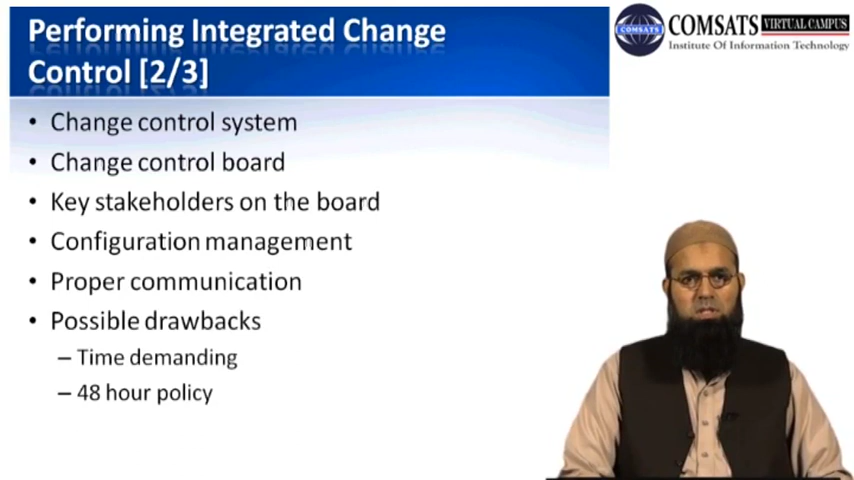 Performing Integrated Change
Control [2/3]
COMSATS VIRTUAL CAMPUS
Institute Of Information Technology
COMSATS
• Change control system
• Change control board
• Key stakeholders on the board
• Configuration management
• Proper communication
• Possible drawbacks
– Time demanding
– 48 hour policy